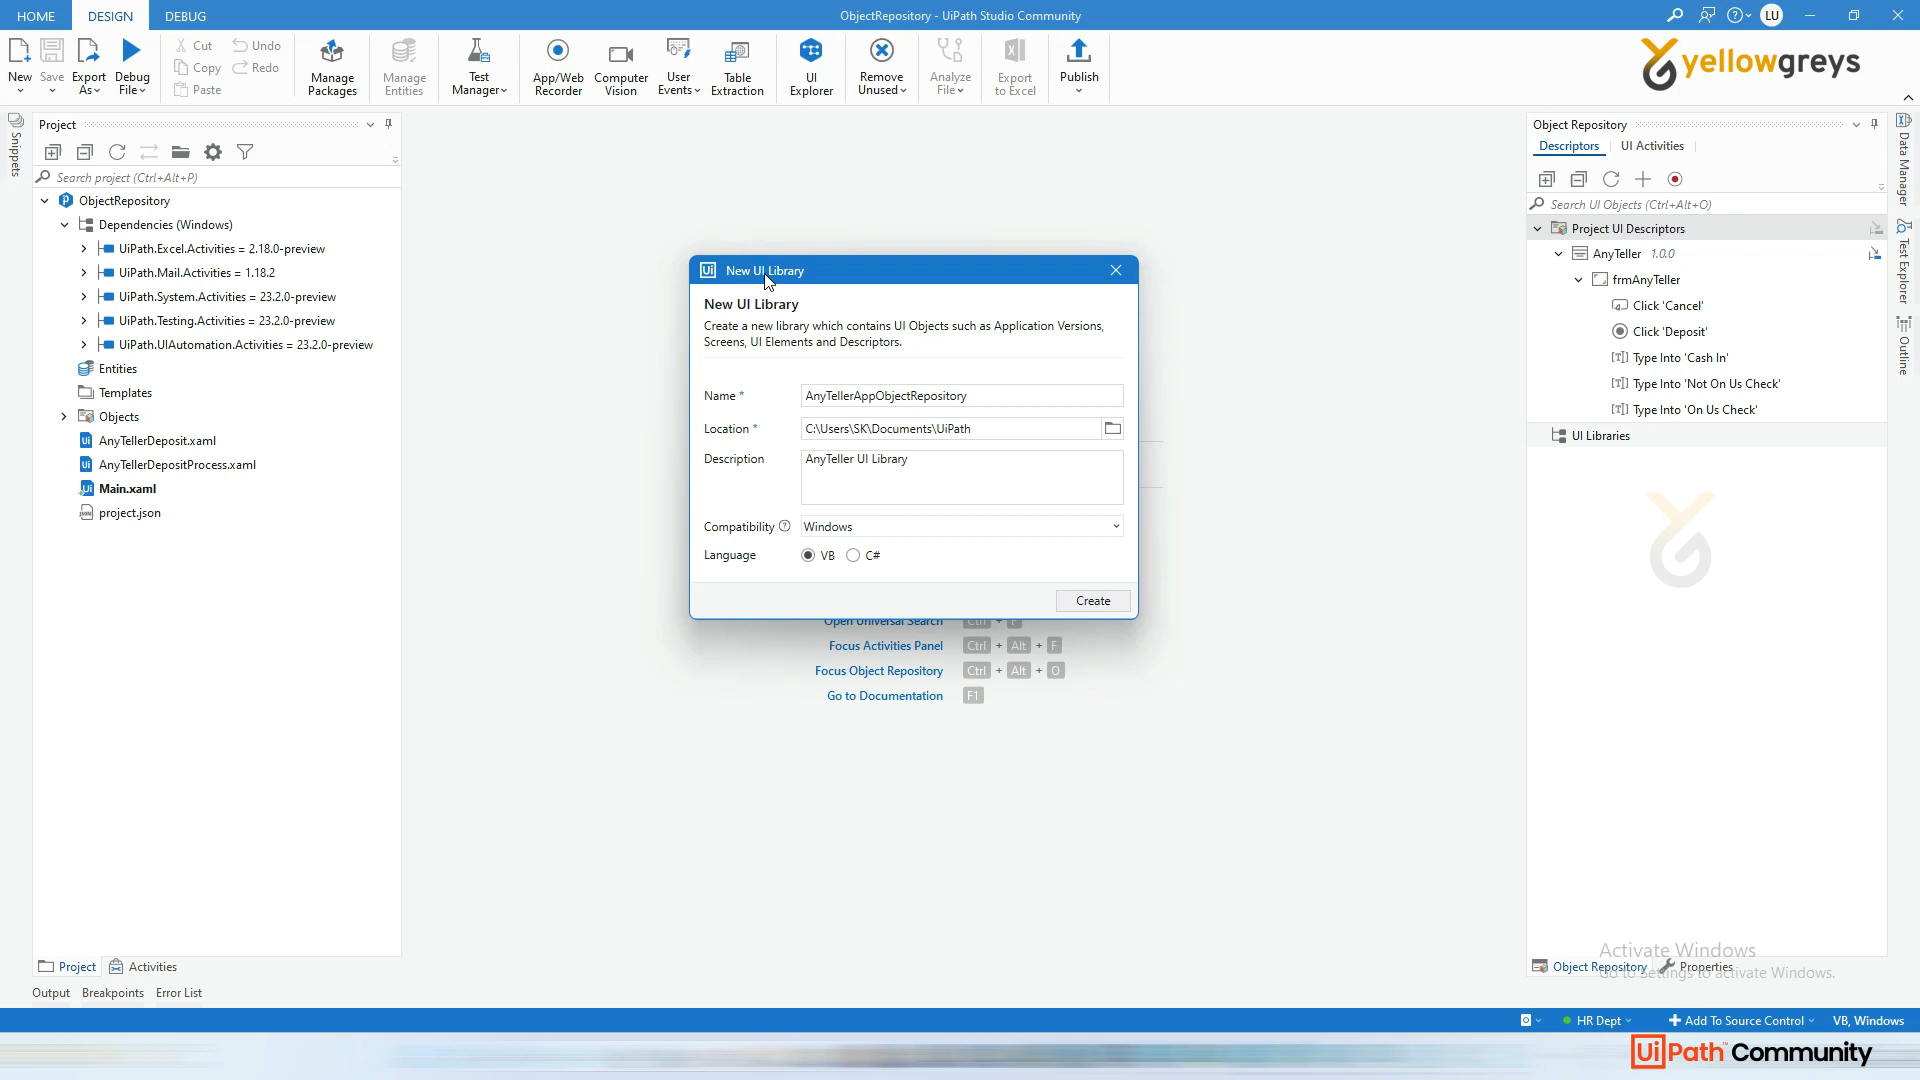 HOME DESIGN DEBUG
ObjectRepository - UiPath Studio Community
LU
New Save Export As Debug File
Cut Copy Paste
Undo Redo
Manage Packages
Manage Entities
Test Manager
App/Web Recorder
Computer Vision
User Events
Table Extraction
UI Explorer
Remove Unused
Analyze File
Export to Excel
Publish
yellowgreys
Snippets
Project
Search project (Ctrl+Alt+P)
ObjectRepository
Dependencies (Windows)
UiPath.Excel.Activities = 2.18.0-preview
UiPath.Mail.Activities = 1.18.2
UiPath.System.Activities = 23.2.0-preview
UiPath.Testing.Activities = 23.2.0-preview
UiPath.UIAutomation.Activities = 23.2.0-preview
Entities
Templates
Objects
AnyTellerDeposit.xaml
AnyTellerDepositProcess.xaml
Main.xaml
project.json
New UI Library
New UI Library
Create a new library which contains UI Objects such as Application Versions,
Screens, UI Elements and Descriptors.
Name * AnyTellerAppObjectRepository
Location * C:\Users\SK\Documents\UiPath
Description AnyTeller UI Library
Compatibility Windows
Language VB C#
Create
Open Universal Search Ctrl + F
Focus Activities Panel Ctrl + Alt + F
Focus Object Repository Ctrl + Alt + O
Go to Documentation F1
Object Repository
Descriptors UI Activities
Search UI Objects (Ctrl+Alt+O)
Project UI Descriptors
AnyTeller 1.0.0
frmAnyTeller
Click 'Cancel'
Click 'Deposit'
Type Into 'Cash In'
Type Into 'Not On Us Check'
Type Into 'On Us Check'
UI Libraries
Data Manager
Test Explorer
Outline
Activate Windows
Go to Settings to activate Windows.
Project Activities
Object Repository Properties
Output Breakpoints Error List
HR Dept Add To Source Control VB, Windows
UiPath™ Community